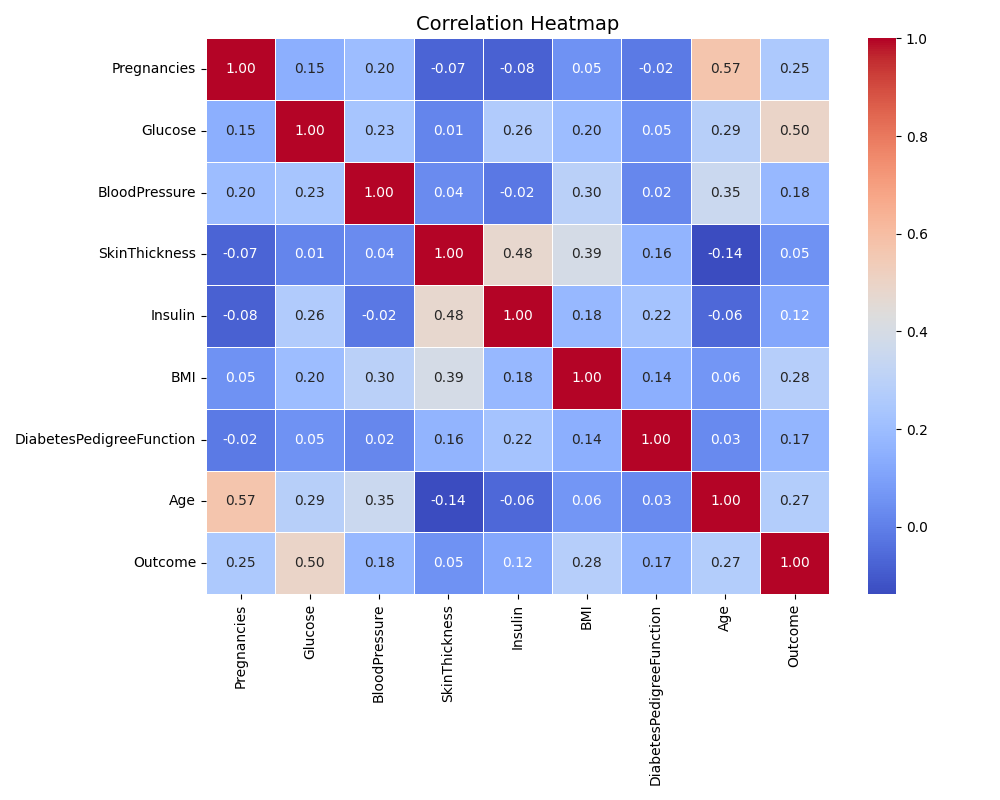 Correlation Heatmap
Pregnancies 1.00 0.15 0.20 -0.07 -0.08 0.05 -0.02 0.57 0.25
Glucose 0.15 1.00 0.23 0.01 0.26 0.20 0.05 0.29 0.50
BloodPressure 0.20 0.23 1.00 0.04 -0.02 0.30 0.02 0.35 0.18
SkinThickness -0.07 0.01 0.04 1.00 0.48 0.39 0.16 -0.14 0.05
Insulin -0.08 0.26 -0.02 0.48 1.00 0.18 0.22 -0.06 0.12
BMI 0.05 0.20 0.30 0.39 0.18 1.00 0.14 0.06 0.28
DiabetesPedigreeFunction -0.02 0.05 0.02 0.16 0.22 0.14 1.00 0.03 0.17
Age 0.57 0.29 0.35 -0.14 -0.06 0.06 0.03 1.00 0.27
Outcome 0.25 0.50 0.18 0.05 0.12 0.28 0.17 0.27 1.00
Pregnancies
Glucose
BloodPressure
SkinThickness
Insulin
BMI
DiabetesPedigreeFunction
Age
Outcome
1.0
0.8
0.6
0.4
0.2
0.0